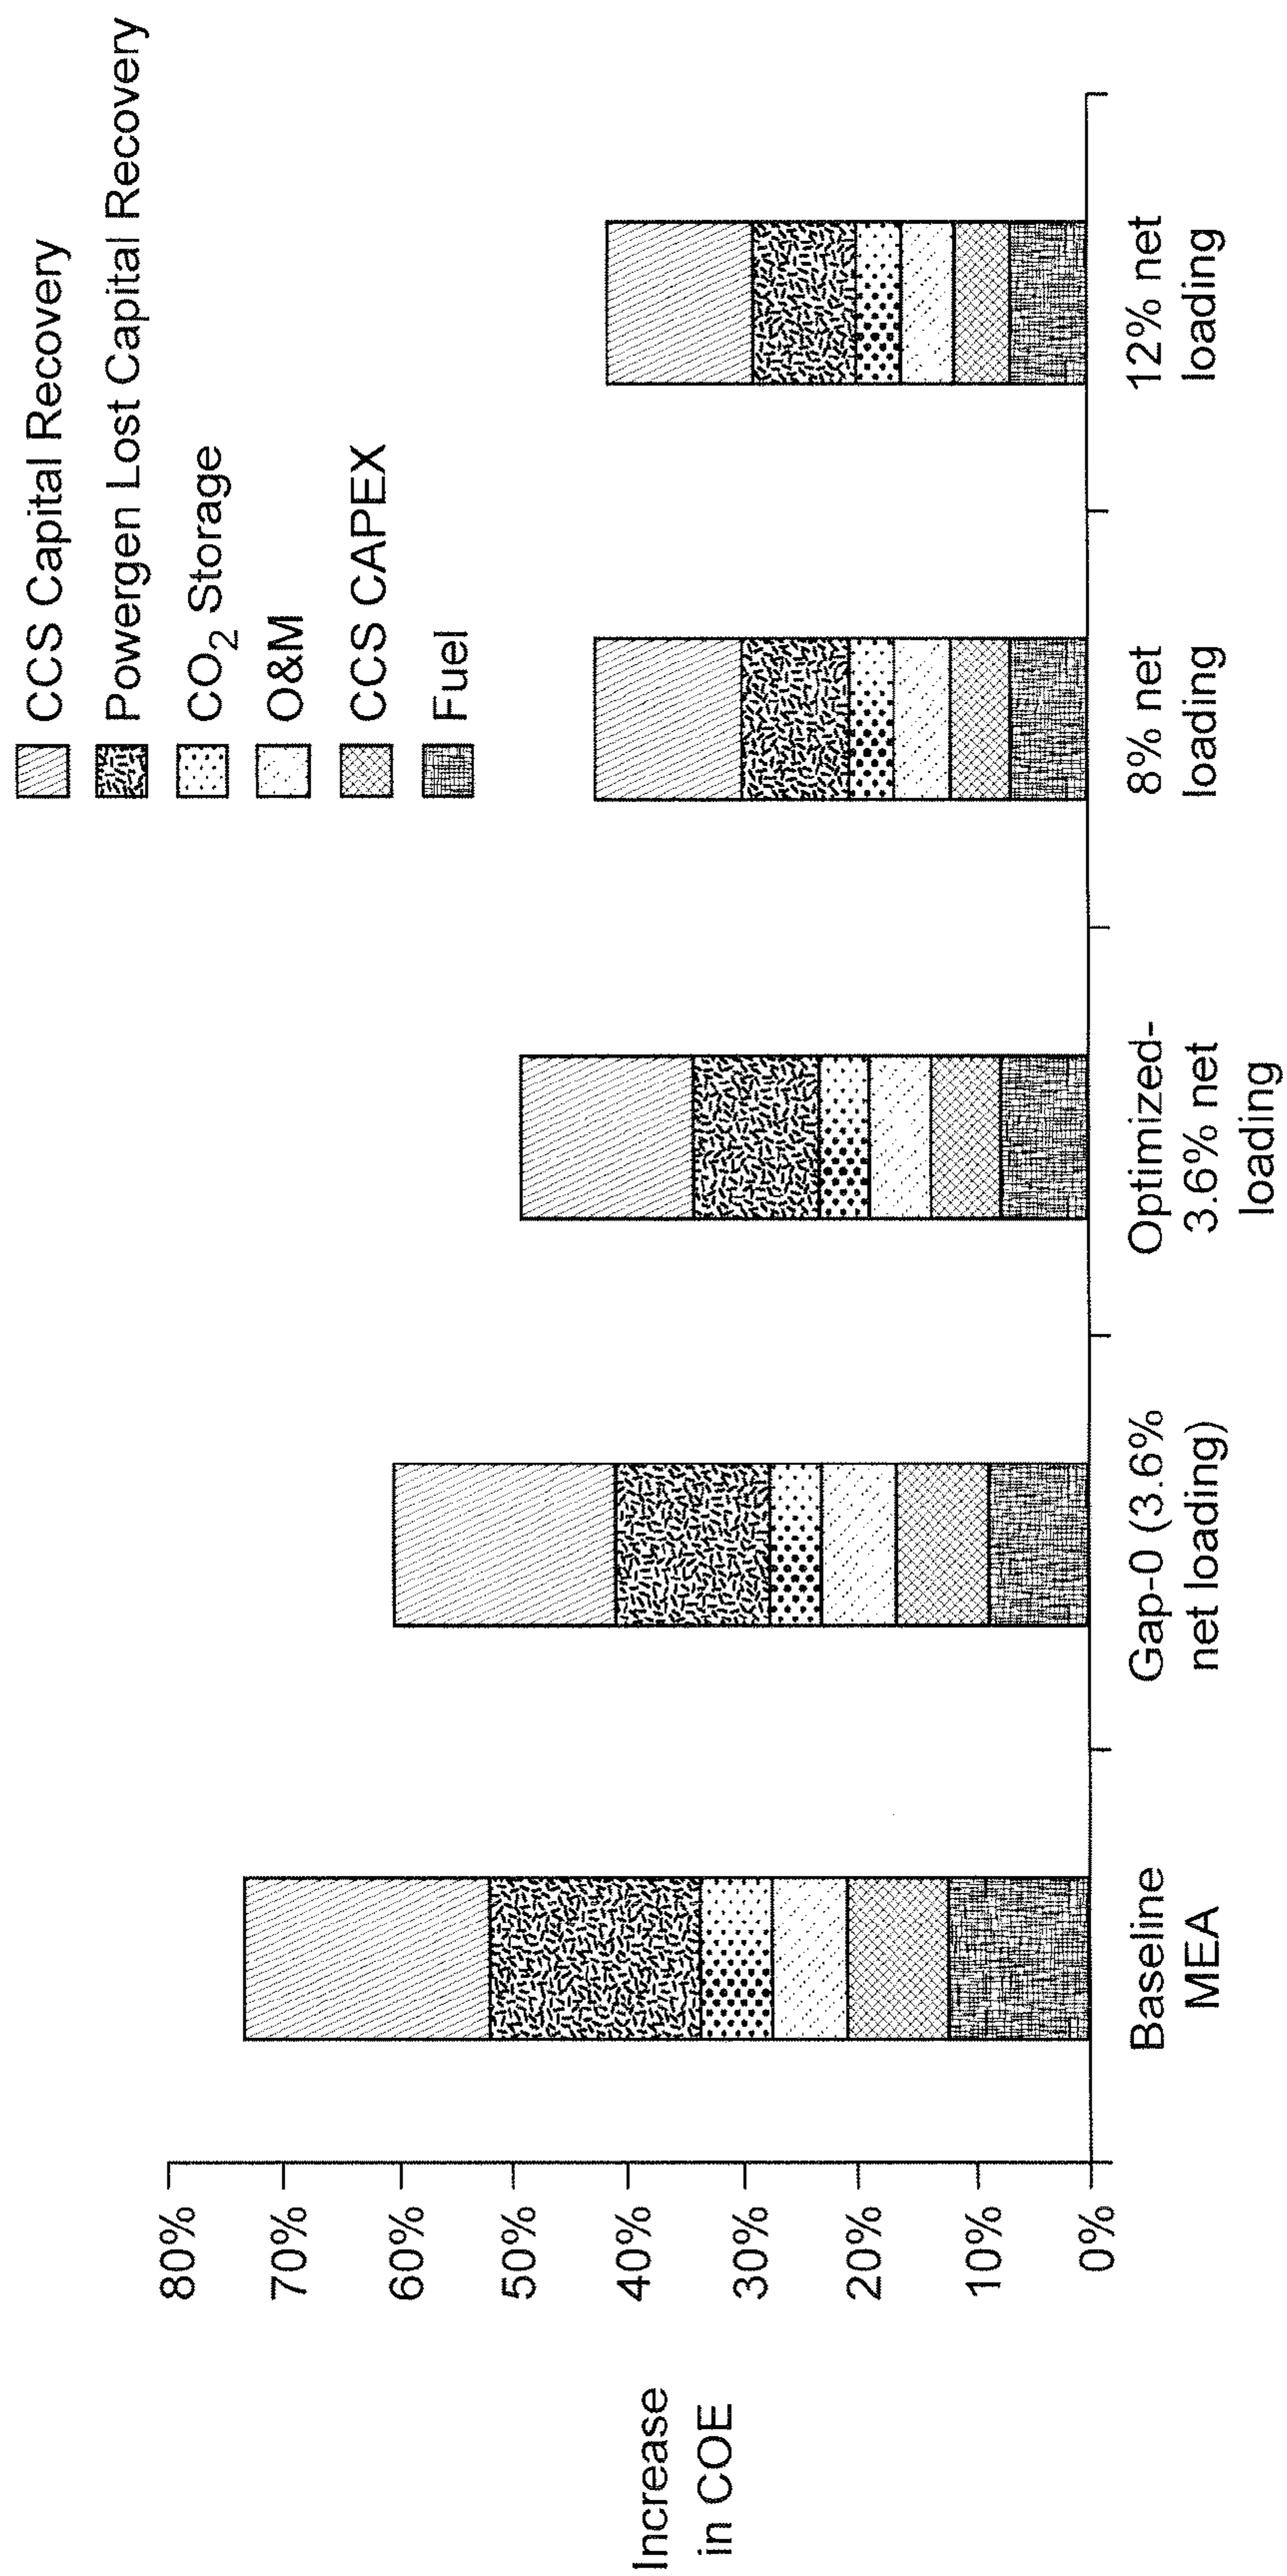 CCS Capital Recovery
Powergen Lost Capital Recovery
CO₂ Storage
O&M
CCS CAPEX
Fuel
80%
70%
60%
50%
40%
30%
20%
10%
0%
Increase
in COE
Baseline
MEA
Gap-0 (3.6%
net loading)
Optimized-
3.6% net
loading
8% net
loading
12% net
loading